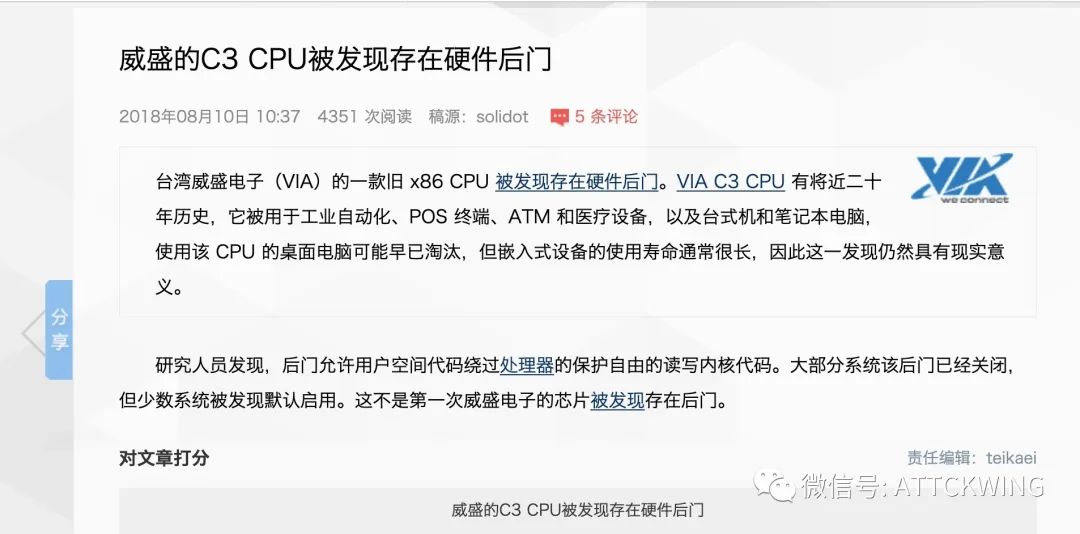 威盛的C3 CPU被发现存在硬件后门
2018年08月10日 10:37 4351 次阅读 稿源：solidot 5 条评论
台湾威盛电子（VIA）的一款旧 x86 CPU 被发现存在硬件后门。VIA C3 CPU 有将近二十
年历史，它被用于工业自动化、POS 终端、ATM 和医疗设备，以及台式机和笔记本电脑，
使用该 CPU 的桌面电脑可能早已淘汰，但嵌入式设备的使用寿命通常很长，因此这一发现仍然具有现实意
义。
VIA
we connect
分
享
研究人员发现，后门允许用户空间代码绕过处理器的保护自由的读写内核代码。大部分系统该后门已经关闭，
但少数系统被发现默认启用。这不是第一次威盛电子的芯片被发现存在后门。
对文章打分
责任编辑：teikaei
微信号: ATTCKWING
威盛的C3 CPU被发现存在硬件后门